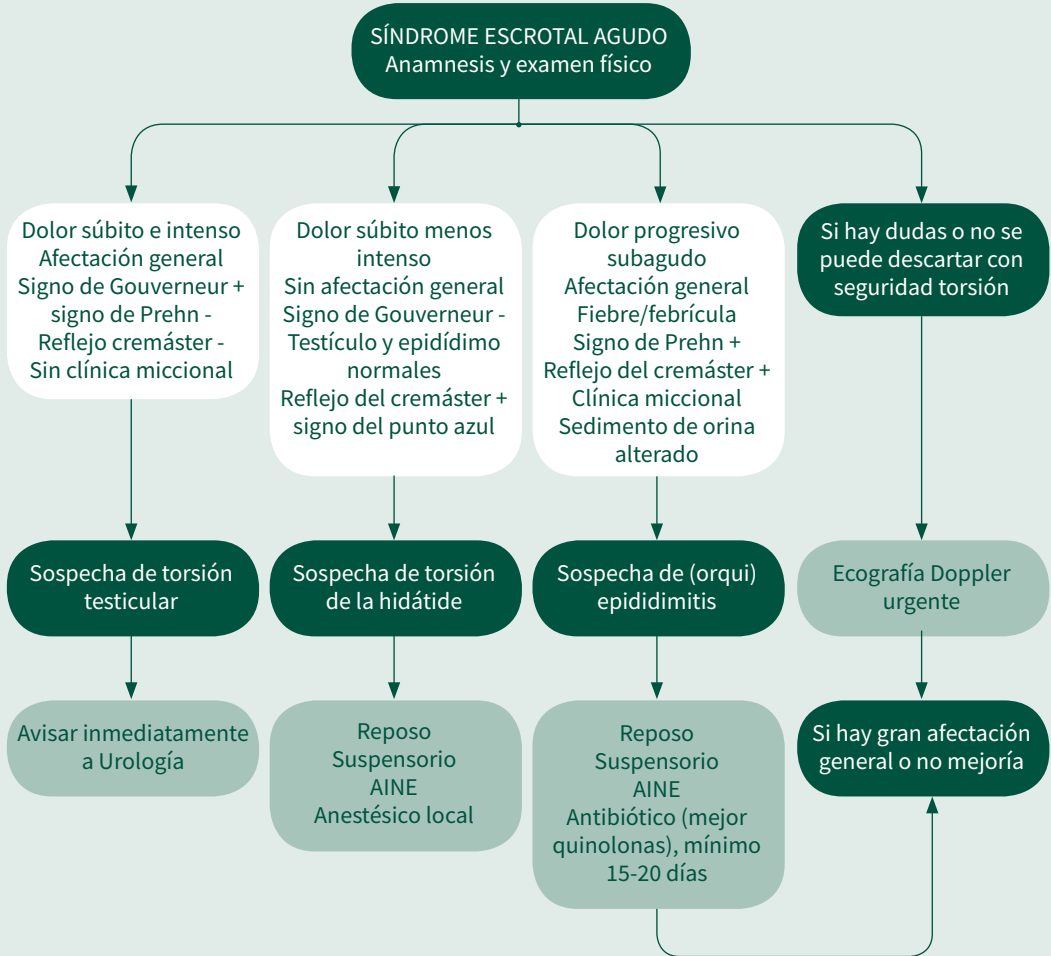 SÍNDROME ESCROTAL AGUDO
Anamnesis y examen físico
Dolor súbito e intenso
Afectación general
Signo de Gouverneur +
signo de Prehn -
Reflejo cremáster -
Sin clínica miccional
Dolor súbito menos
intenso
Sin afectación general
Signo de Gouverneur -
Testículo y epidídimo
normales
Reflejo del cremáster +
signo del punto azul
Dolor progresivo
subagudo
Afectación general
Fiebre/febrícula
Signo de Prehn +
Reflejo del cremáster +
Clínica miccional
Sedimento de orina
alterado
Si hay dudas o no se
puede descartar con
seguridad torsión
Sospecha de torsión
testicular
Sospecha de torsión
de la hidátide
Sospecha de (orqui)
epididimitis
Ecografía Doppler
urgente
Avisar inmediatamente
a Urología
Reposo
Suspensorio
AINE
Anestésico local
Reposo
Suspensorio
AINE
Antibiótico (mejor
quinolonas), mínimo
15-20 días
Si hay gran afectación
general o no mejoría